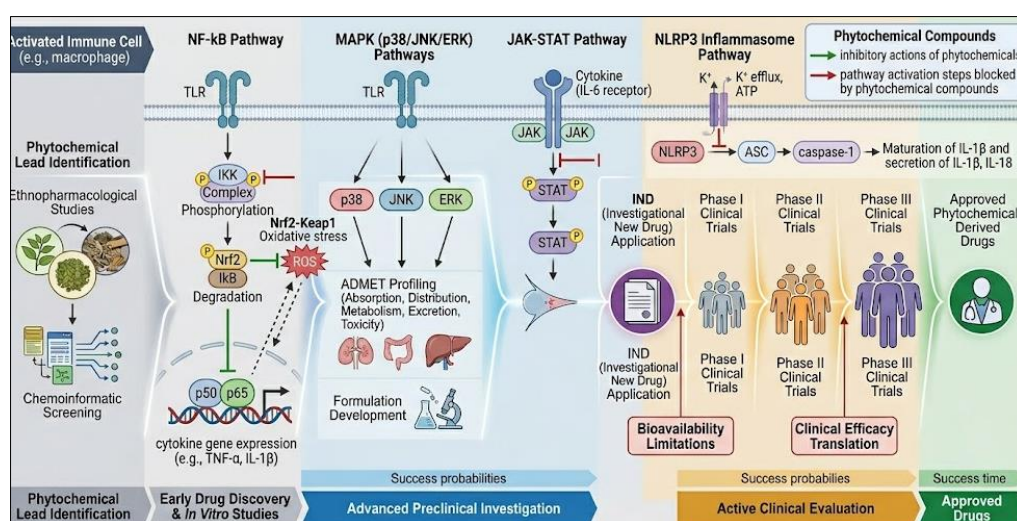 Activated Immune Cell
(e.g., macrophage)
Phytochemical
Lead Identification
Ethnopharmacological
Studies
Chemoinformatic
Screening
Phytochemical
Lead Identification
NF-kB Pathway
TLR
P
IKK
P
Complex
Phosphorylation
Nrf2-Keap1
Oxidative stress
P
Nrf2
ROS
IkB
Degradation
p50
p65
cytokine gene expression
(e.g., TNF-α, IL-1β)
Early Drug Discovery
& In Vitro Studies
MAPK (p38/JNK/ERK)
Pathways
TLR
p38
JNK
ERK
ADMET Profiling
(Absorption, Distribution,
Metabolism, Excretion,
Toxicity)
Formulation
Development
JAK-STAT Pathway
Cytokine
(IL-6 receptor)
JAK
JAK
P
STAT
P
STAT
P
Success probabilities
Advanced Preclinical Investigation
NLRP3 Inflammasome
Pathway
K⁺
K⁺ efflux,
ATP
NLRP3
ASC
caspase-1
Maturation of IL-1β and
secretion of IL-1β, IL-18
Phytochemical Compounds
inhibitory actions of phytochemicals
pathway activation steps blocked
by phytochemical compounds
IND
(Investigational
New Drug)
Application
IND
(Investigational
New Drug)
Application
Phase I
Clinical
Trials
Phase II
Clinical
Trials
Phase III
Clinical
Trials
Phase I
Clinical
Trials
Phase II
Clinical
Trials
Phase III
Clinical
Trials
Bioavailability
Limitations
Clinical Efficacy
Translation
Success probabilies
Active Clinical Evaluation
Approved
Phytochemical
Derived
Drugs
Success time
Approved
Drugs